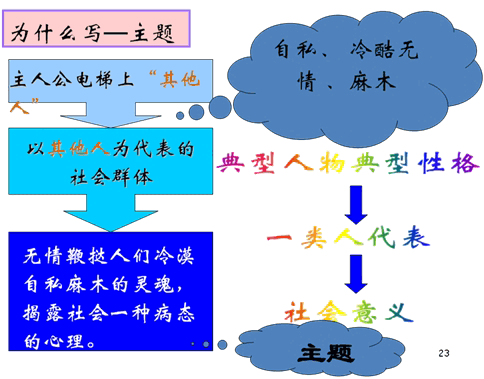 为什么写—主题
主人公电梯上“其他
人”
以其他人为代表的
社会群体
无情鞭挞人们冷漠
自私麻木的灵魂，
揭露社会一种病态
的心理。
自私、冷酷无
情、麻木
典型人物典型性格
一类人代表
社会意义
主题
23